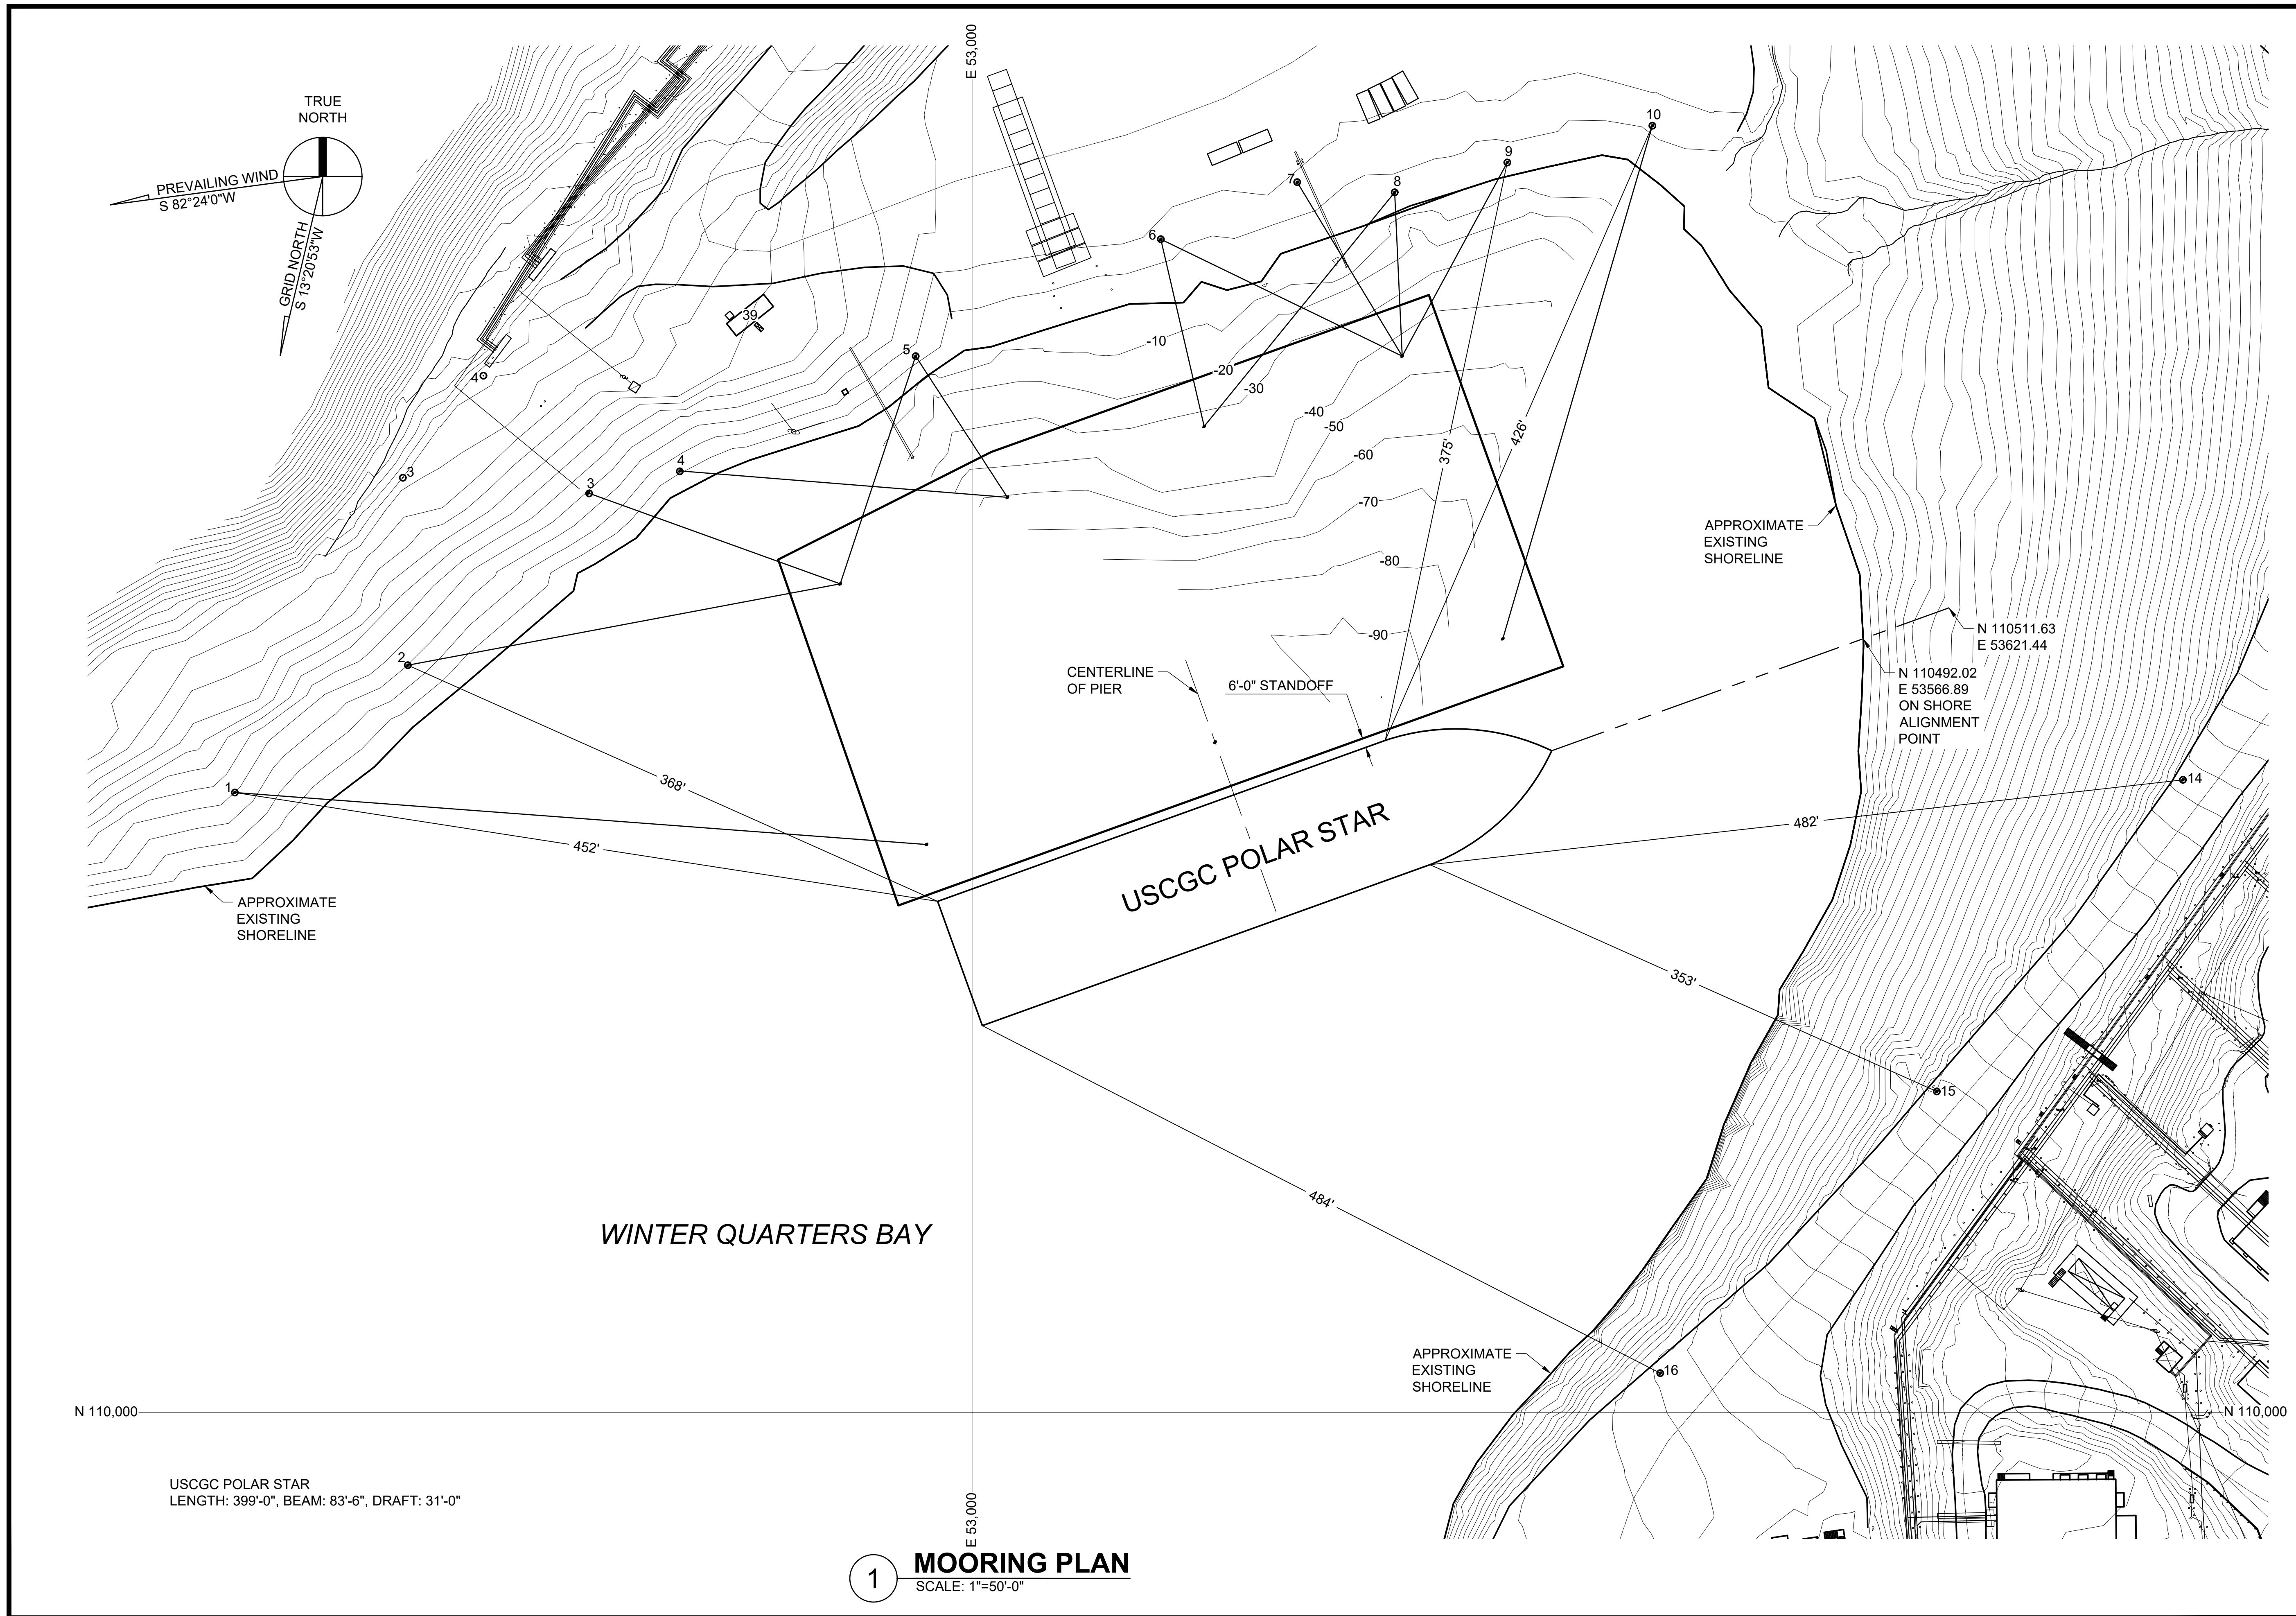 E 53,000
TRUE
NORTH
PREVAILING WIND
S 82°24'0"W
GRID NORTH
S 13°20'53"W
10
9
8
7
6
5
39
4
3
4
3
2
1
-10
-20
-30
-40
-50
-60
-70
-80
-90
375'
426'
APPROXIMATE
EXISTING
SHORELINE
N 110511.63
E 53621.44
N 110492.02
E 53566.89
ON SHORE
ALIGNMENT
POINT
CENTERLINE
OF PIER
6'-0" STANDOFF
368'
452'
USCGC POLAR STAR
482'
14
353'
15
484'
16
APPROXIMATE
EXISTING
SHORELINE
WINTER QUARTERS BAY
APPROXIMATE
EXISTING
SHORELINE
N 110,000
N 110,000
USCGC POLAR STAR
LENGTH: 399'-0", BEAM: 83'-6", DRAFT: 31'-0"
E 53,000
1
MOORING PLAN
SCALE: 1"=50'-0"